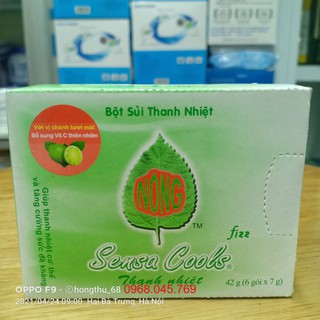 Bột Sủi Thanh Nhiệt
Với vị chanh tươi mát
Bổ sung Vit C thiên nhiên
Giúp thanh nhiệt cơ thể
và tăng cường sức đề kháng
NÓNG
TM
fizz
Sensa Cools®
Thanh nhiệt
42 g (6 gói x 7 g)
0968.045.769
OPPO F9 · ©hongthu_68
2021/04/24 09:00 Hai Bà Trưng, Hà Nội